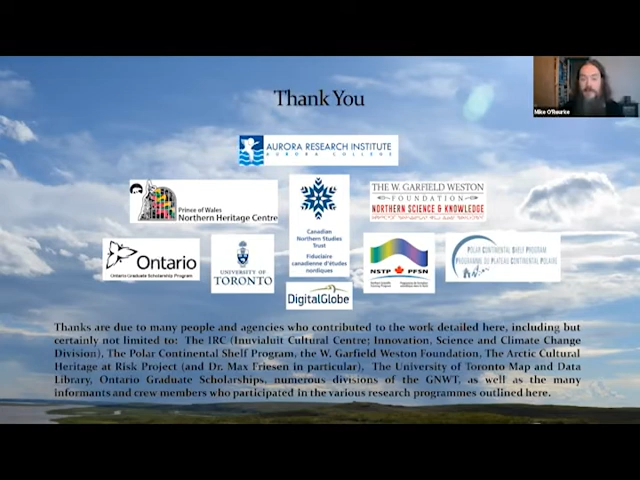 Mike O'Rourke
Thank You
AURORA RESEARCH INSTITUTE
AURORA COLLEGE
Prince of Wales
Northern Heritage Centre
Canadian
Northern Studies
Trust
Fiduciaire
canadienne d'études
nordiques
THE W. GARFIELD WESTON
FOUNDATION
NORTHERN SCIENCE & KNOWLEDGE
Ontario
Ontario Graduate Scholarship Program
UNIVERSITY OF
TORONTO
DigitalGlobe
NSTP PFSN
POLAR CONTINENTAL SHELF PROGRAM
PROGRAMME DU PLATEAU CONTINENTAL POLAIRE
Thanks are due to many people and agencies who contributed to the work detailed here, including but
certainly not limited to: The IRC (Inuvialuit Cultural Centre; Innovation, Science and Climate Change
Division), The Polar Continental Shelf Program, the W. Garfield Weston Foundation, The Arctic Cultural
Heritage at Risk Project (and Dr. Max Friesen in particular), The University of Toronto Map and Data
Library, Ontario Graduate Scholarships, numerous divisions of the GNWT, as well as the many
informants and crew members who participated in the various research programmes outlined here.